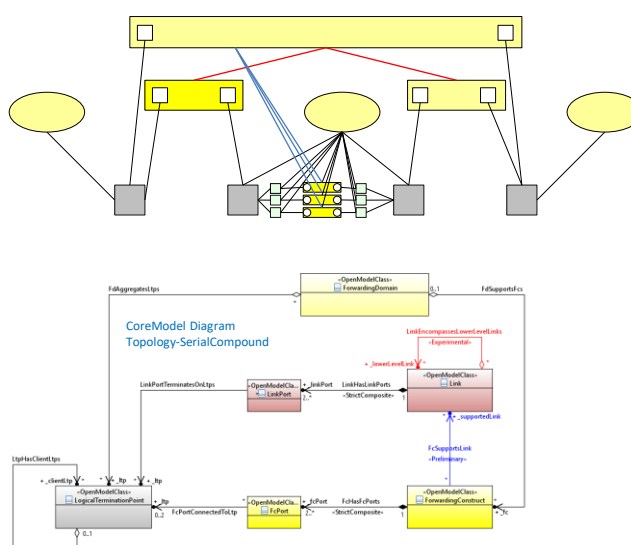 «OpenModelClass»
ForwardingDomain
0..1
FdAggregatesLtps
FdSupportsFcs
*
CoreModel Diagram
Topology-SerialCompound
LinkEncompassesLowerLevelLinks
«Experimental»
+ _lowerLevelLink
*
*
LinkPortTerminatesOnLtps
*
«OpenModelCla...
LinkPort
+ _linkPort
2..*
LinkHasLinkPorts
«StrictComposite»
1
«OpenModelClass»
Link
* + _supportedLink
FcSupportsLink
«Preliminary»
LtpHasClientLtps
+ _clientLtp
*
* + _ltp
* + _ltp
*
«OpenModelClass»
LogicalTerminationPoint
+ _ltp
0..2
FcPortConnectedToLtp
*
«OpenModelCla...
FcPort
+ _fcPort
2..*
FcHasFcPorts
«StrictComposite»
1
«OpenModelClass»
ForwardingConstruct
*
+ _fc
0..1